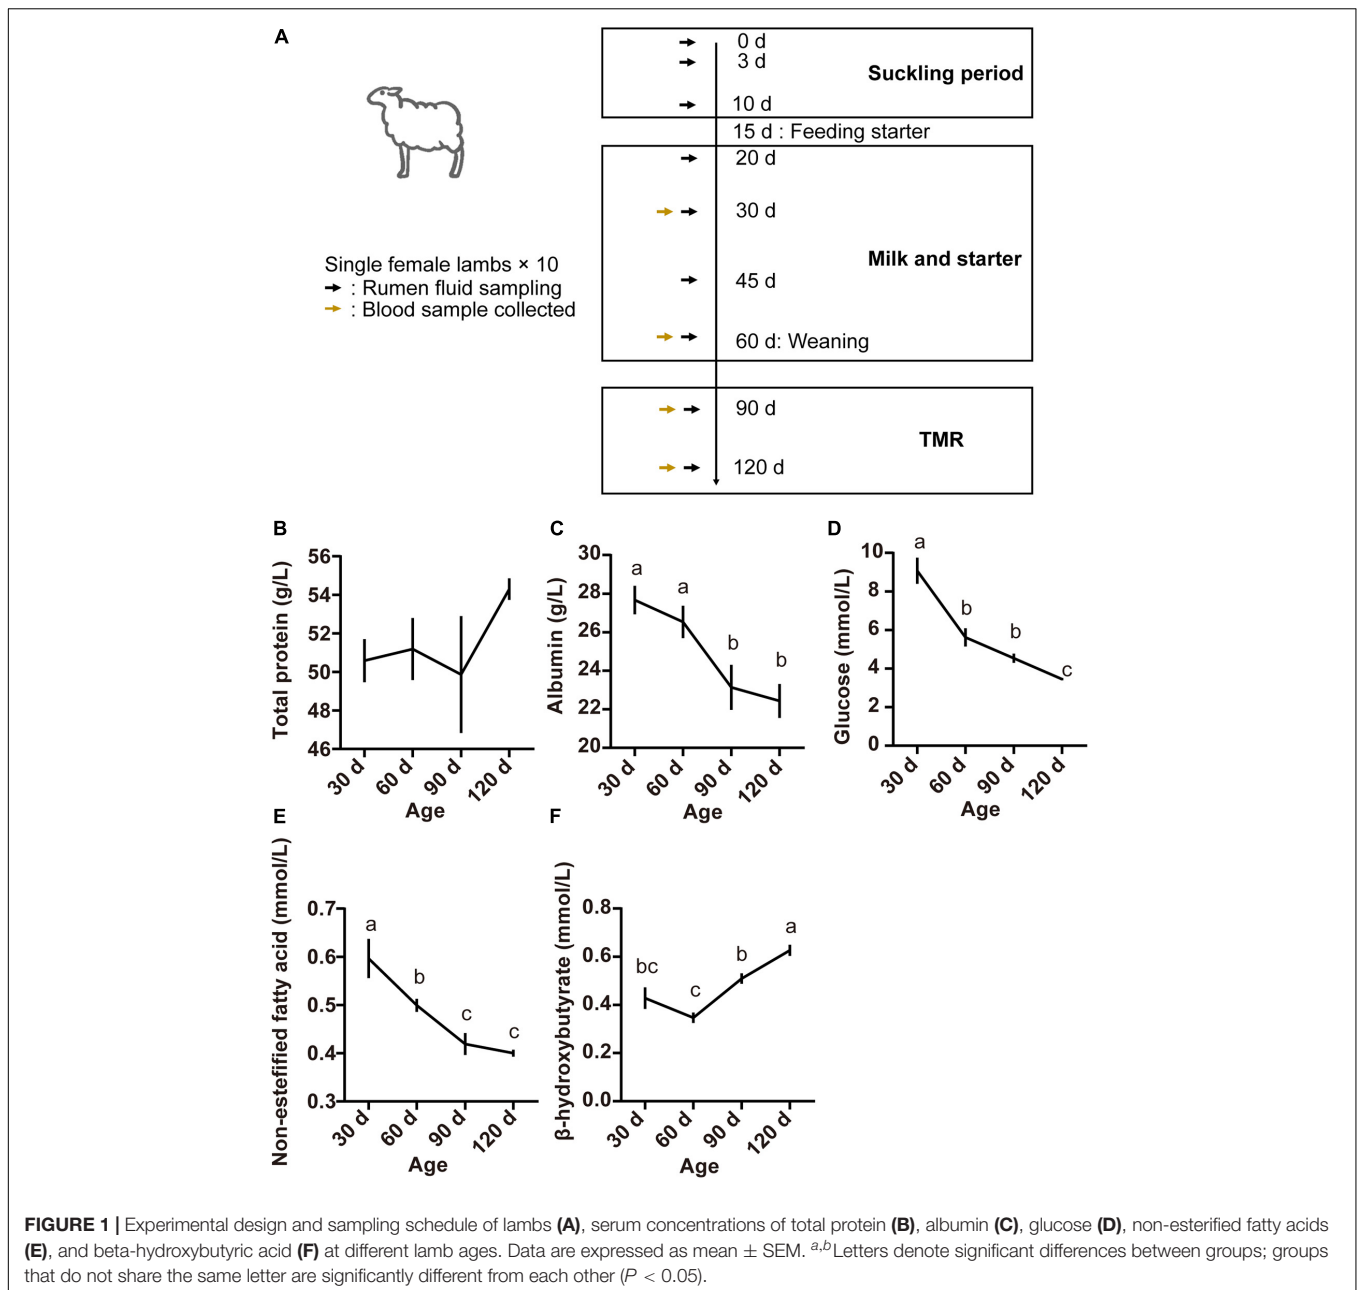 A
0 d
3 d
Suckling period
10 d
15 d : Feeding starter
20 d
30 d
Milk and starter
45 d
60 d: Weaning
90 d
TMR
120 d
Single female lambs × 10
: Rumen fluid sampling
: Blood sample collected
B
Total protein (g/L)
56
54
52
50
48
46
30 d
60 d
90 d
120 d
Age
C
Albumin (g/L)
30
28
26
24
22
20
a
a
b
b
30 d
60 d
90 d
120 d
Age
D
Glucose (mmol/L)
10
8
6
4
2
0
a
b
b
c
30 d
60 d
90 d
120 d
Age
E
Non-estefified fatty acid (mmol/L)
0.7
0.6
0.5
0.4
0.3
a
b
c
c
30 d
60 d
90 d
120 d
Age
F
β-hydroxybutyrate (mmol/L)
0.8
0.6
0.4
0.2
0.0
bc
c
b
a
30 d
60 d
90 d
120 d
Age
FIGURE 1 | Experimental design and sampling schedule of lambs (A), serum concentrations of total protein (B), albumin (C), glucose (D), non-esterified fatty acids
(E), and beta-hydroxybutyric acid (F) at different lamb ages. Data are expressed as mean ± SEM. a,bLetters denote significant differences between groups; groups
that do not share the same letter are significantly different from each other (P < 0.05).